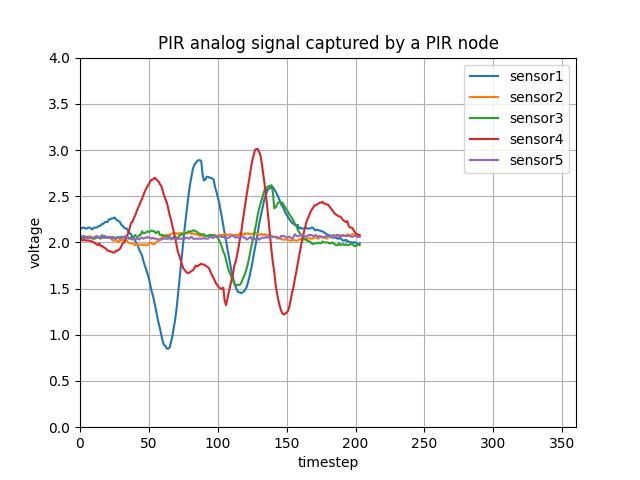 PIR analog signal captured by a PIR node
4.0
3.5
3.0
2.5
2.0
1.5
1.0
0.5
0.0
voltage
0 50 100 150 200 250 300 350
timestep
sensor1
sensor2
sensor3
sensor4
sensor5